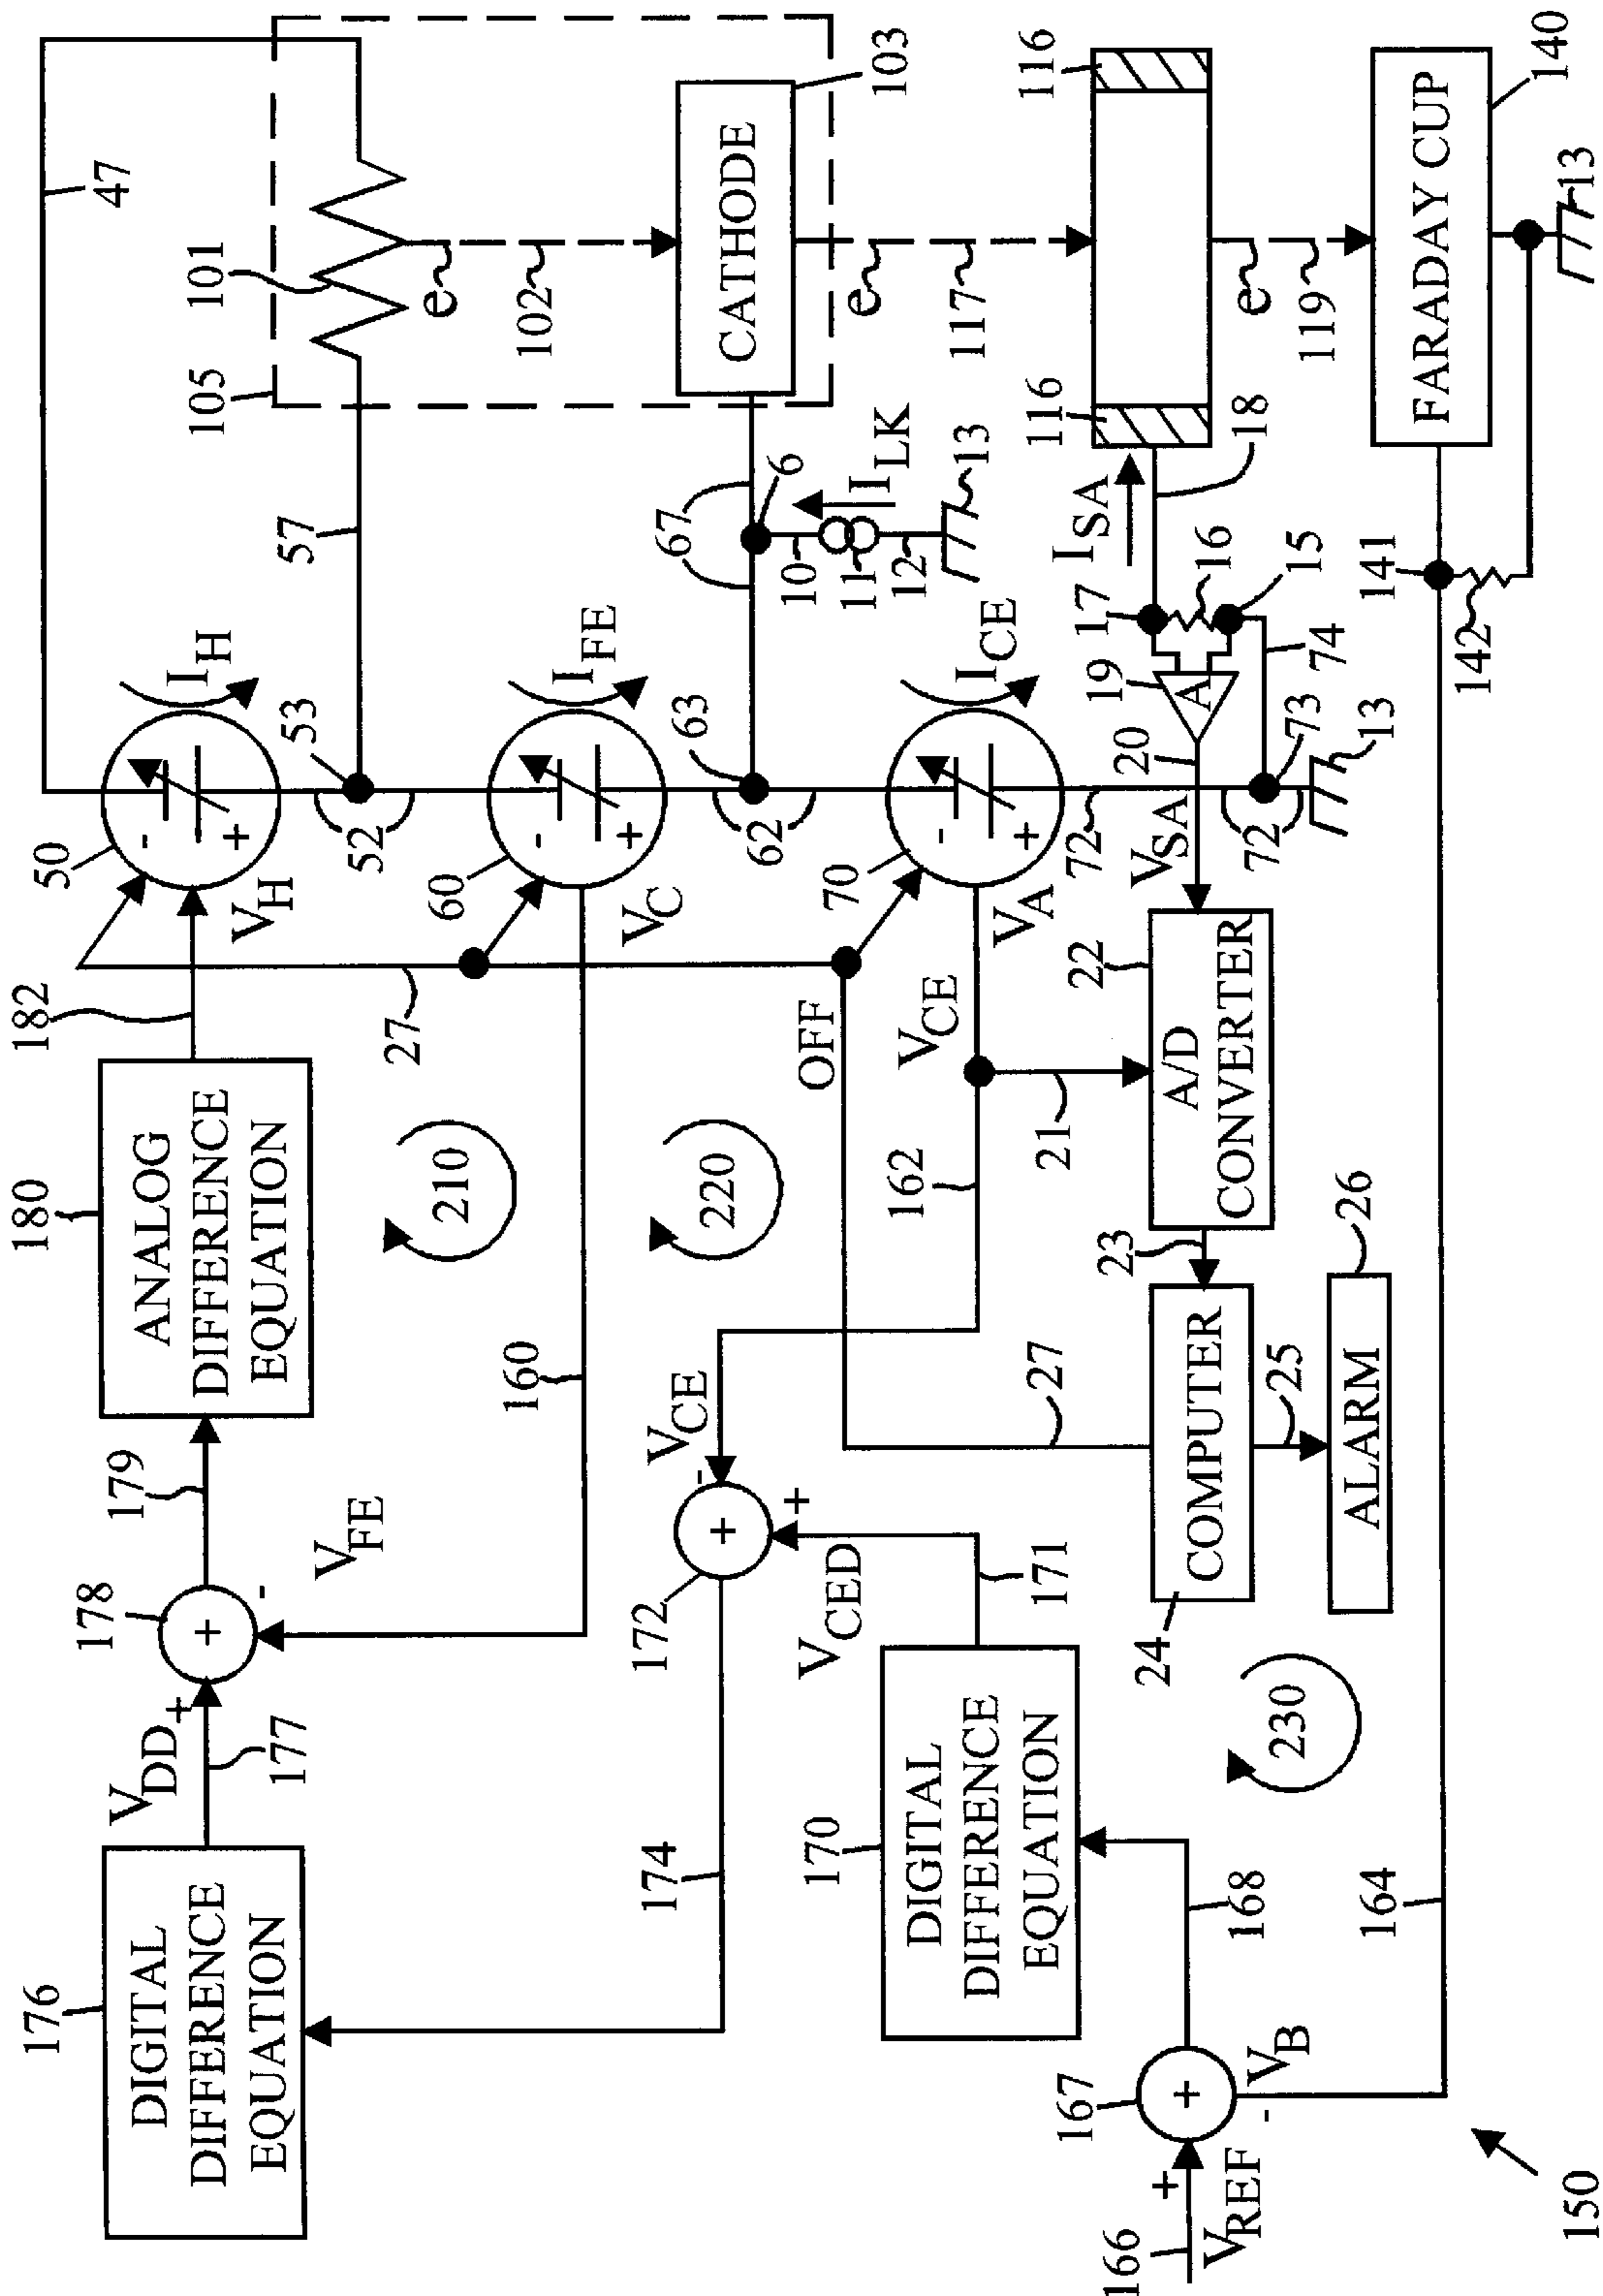 176
DIGITAL
DIFFERENCE
EQUATION
V_DD
+
177
178
+
-
V_FE
179
180
ANALOG
DIFFERENCE
EQUATION
182
V_H
50
-
+
I_H
47
53
52
57
105
101
e
102
210
160
27
60
-
+
V_C
I_FE
CATHODE
103
67
6
10
11
12
I_LK
13
63
62
220
172
+
-
V_CE
+
V_CED
174
171
OFF
V_CE
162
70
-
+
V_A
I_CE
72
e
117
170
DIGITAL
DIFFERENCE
EQUATION
21
22
A/D
CONVERTER
V_SA
20
19
A
17
16
15
I_SA
18
116
116
74
73
72
13
23
24
COMPUTER
27
25
26
ALARM
230
e
119
FARADAY CUP
140
141
142
13
166
V_REF
+
167
+
-
V_B
168
164
150